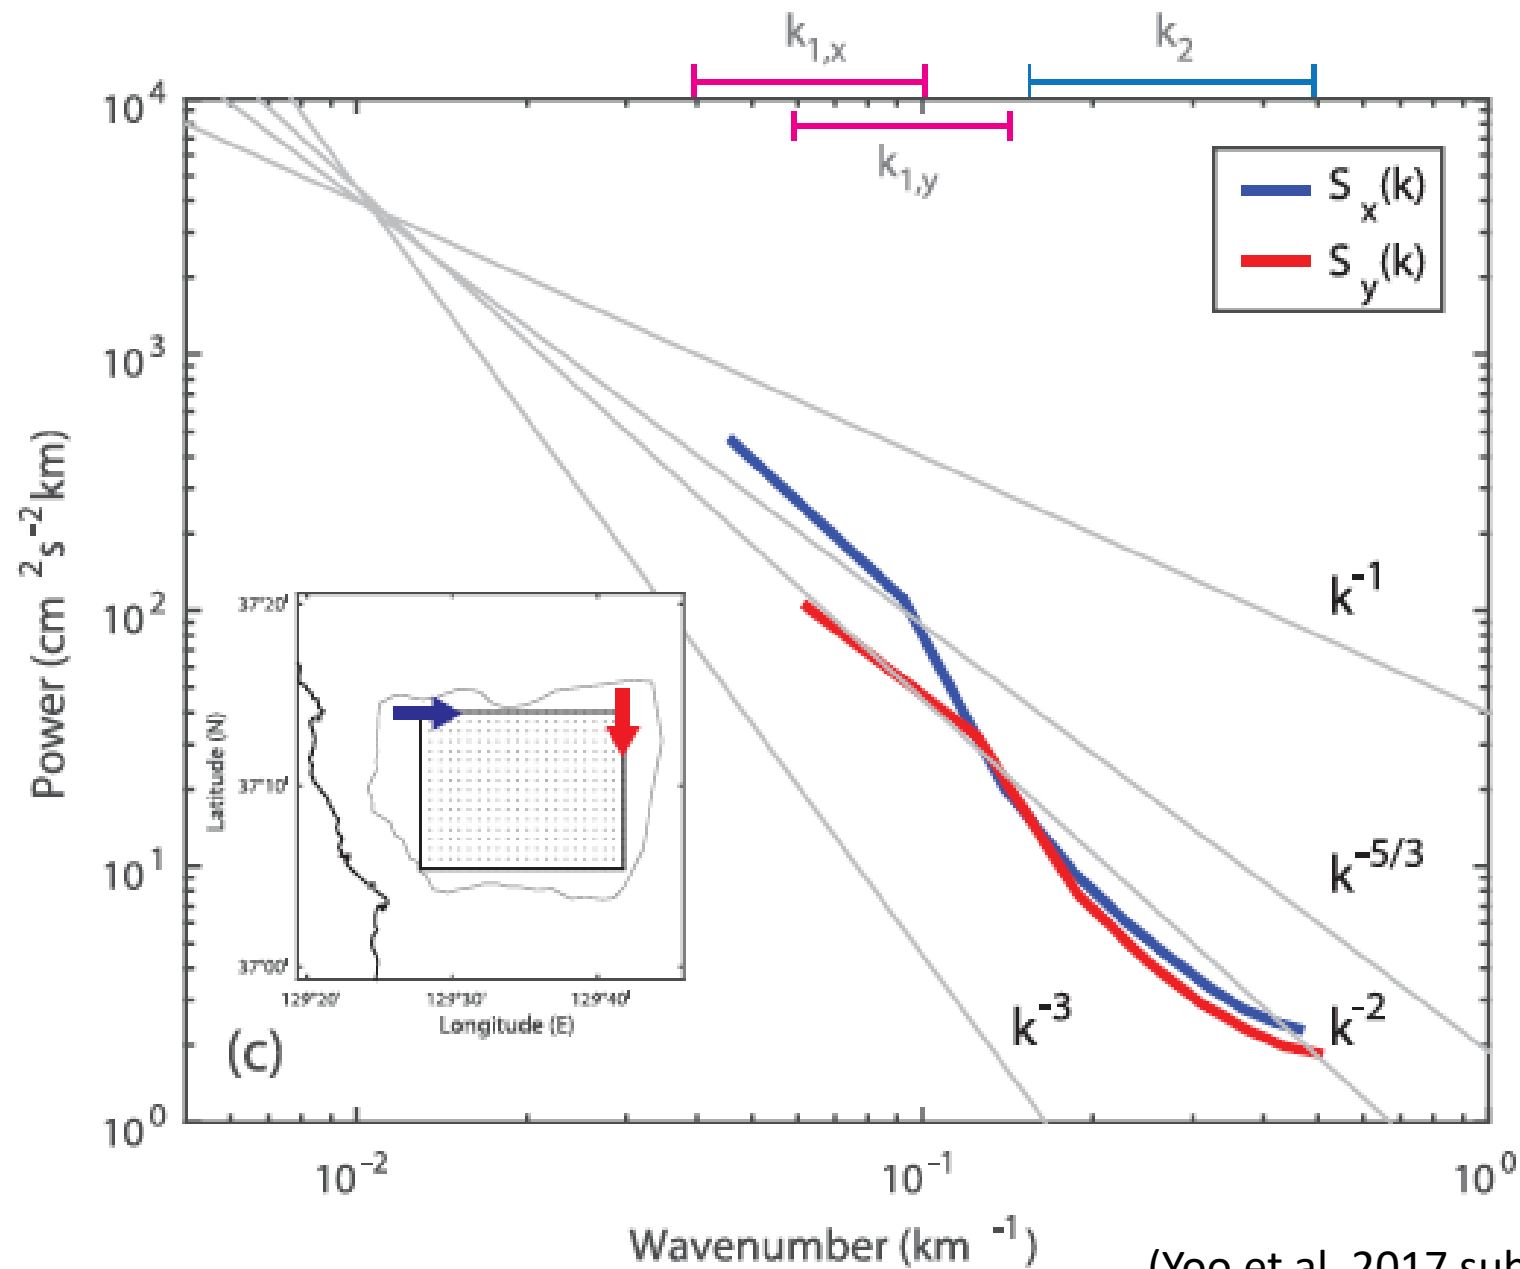 k1,x
k2
k1,y
10^4
10^3
10^2
10^1
10^0
Power (cm^2 s^-2 km)
S_x(k)
S_y(k)
k^-1
k^-5/3
k^-2
k^-3
37°20'
37°10'
37°00'
Latitude (N)
129°20'
129°30'
129°40'
Longitude (E)
(c)
10^-2
10^-1
10^0
Wavenumber (km^-1)